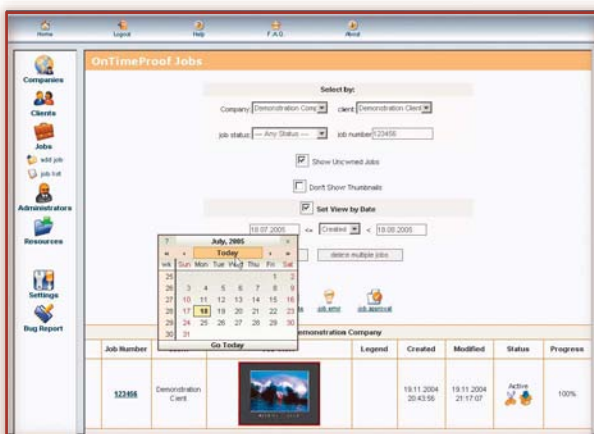 Home Logout Help F.A.Q. About
OnTimeProof Jobs
Companies
Clients
Jobs
add job
job list
Administrators
Resources
Settings
Bug Report
Select by:
Company: Demonstration Comp client: Demonstration Client
job status: --- Any Status --- job number 123456
Show Unowned Jobs
Don't Show Thumbnails
Set View by Date
18.07.2005 <= Created < 18.08.2005
delete multiple jobs
? July, 2005 ×
« ‹ Today › »
wk Sun Mon Tue Wed Thu Fri Sat
25 1 2
26 3 4 5 6 7 8 9
27 10 11 12 13 14 15 16
28 17 18 19 20 21 22 23
29 24 25 26 27 28 29 30
30 31
Go Today
job error job approval
Demonstration Company
Job Number Legend Created Modified Status Progress
123456 Demonstration Client 19.11.2004 20:43:56 19.11.2004 21:17:07 Active 100%